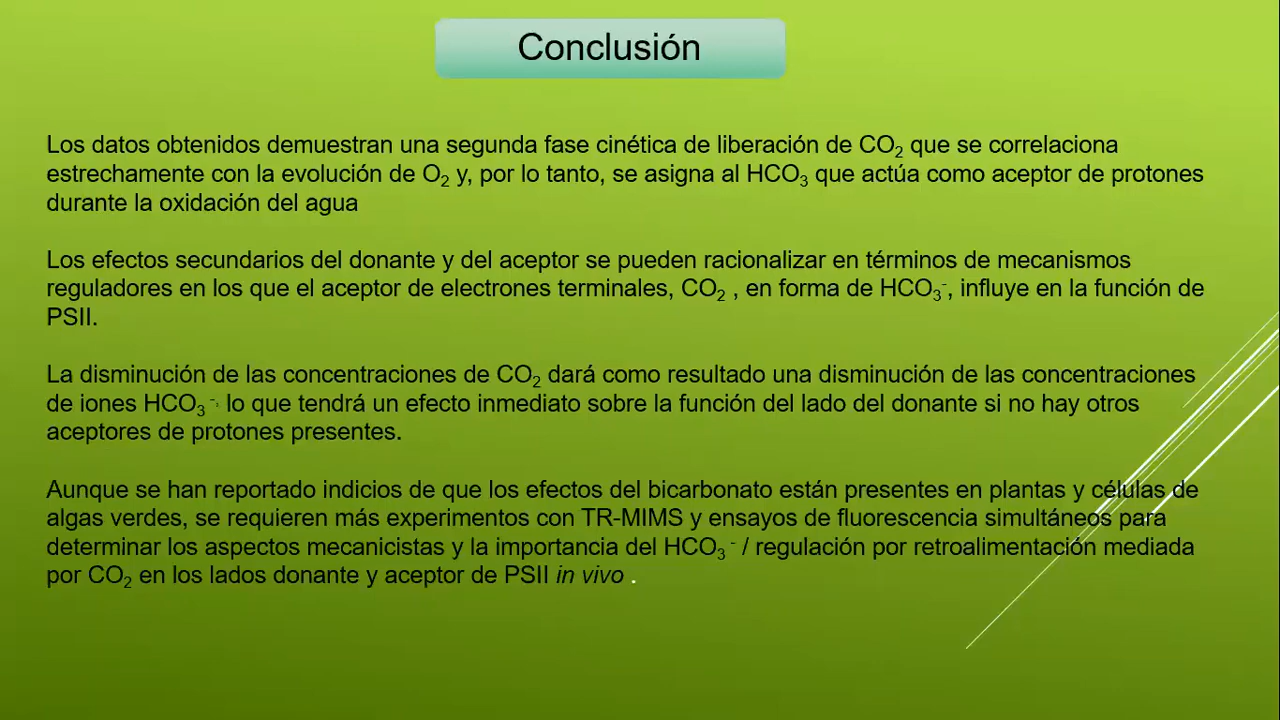 Conclusión
Los datos obtenidos demuestran una segunda fase cinética de liberación de CO₂ que se correlaciona
estrechamente con la evolución de O₂ y, por lo tanto, se asigna al HCO₃ que actúa como aceptor de protones
durante la oxidación del agua
Los efectos secundarios del donante y del aceptor se pueden racionalizar en términos de mecanismos
reguladores en los que el aceptor de electrones terminales, CO₂ , en forma de HCO₃⁻, influye en la función de
PSII.
La disminución de las concentraciones de CO₂ dará como resultado una disminución de las concentraciones
de iones HCO₃ ⁻, lo que tendrá un efecto inmediato sobre la función del lado del donante si no hay otros
aceptores de protones presentes.
Aunque se han reportado indicios de que los efectos del bicarbonato están presentes en plantas y células de
algas verdes, se requieren más experimentos con TR-MIMS y ensayos de fluorescencia simultáneos para
determinar los aspectos mecanicistas y la importancia del HCO₃ ⁻ / regulación por retroalimentación mediada
por CO₂ en los lados donante y aceptor de PSII in vivo .